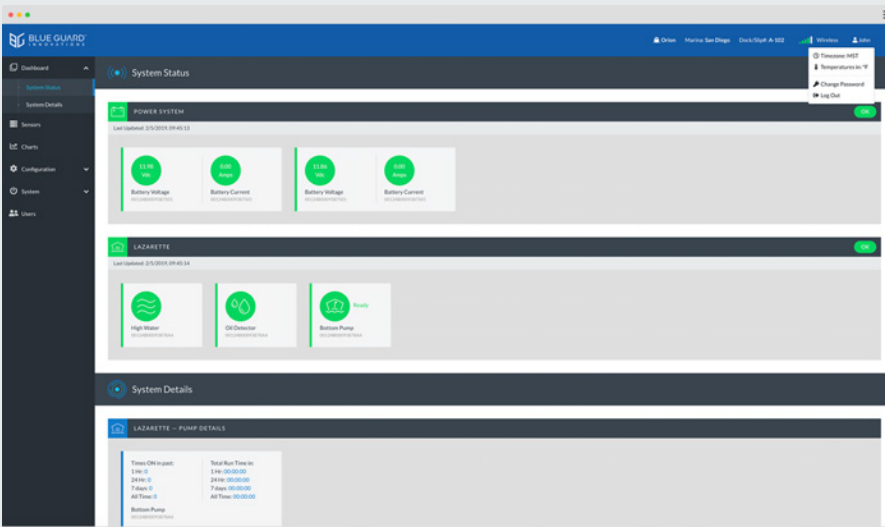 BLUE GUARD
INNOVATIONS
Orion Marina: San Diego Dock/Slip#: A-102 Wireless John
Timezone: MST
Temperatures in: °F
Change Password
Log Out
Dashboard
System Status
System Details
Sensors
Charts
Configuration
System
Users
System Status
POWER SYSTEM OK
Last Updated: 2/5/2019, 09:45:13
11.98 0.00 11.86 0.00
Vdc Amps Vdc Amps
Battery Voltage Battery Current Battery Voltage Battery Current
LAZARETTE OK
Last Updated: 2/5/2019, 09:45:14
Ready
High Water Oil Detector Bottom Pump
System Details
LAZARETTE – PUMP DETAILS
Times ON in past: Total Run Time in:
1 Hr: 0 1 Hr: 00:00:00
24 Hr: 0 24 Hr: 00:00:00
7 days: 0 7 days: 00:00:00
All Time: 0 All Time: 00:00:00
Bottom Pump